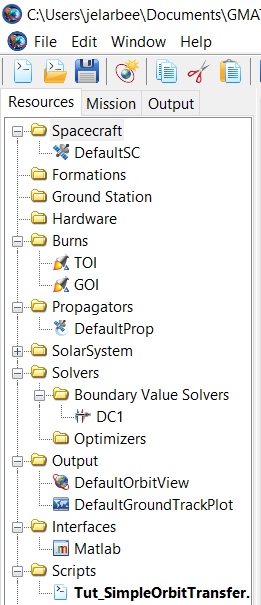 C:\Users\jelarbee\Documents\GMA
File Edit Window Help
Resources Mission Output
Spacecraft
DefaultSC
Formations
Ground Station
Hardware
Burns
TOI
GOI
Propagators
DefaultProp
SolarSystem
Solvers
Boundary Value Solvers
DC1
Optimizers
Output
DefaultOrbitView
DefaultGroundTrackPlot
Interfaces
Matlab
Scripts
Tut_SimpleOrbitTransfer.